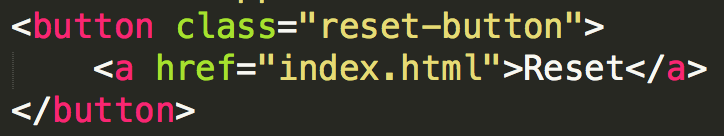 <button class="reset-button">
    <a href="index.html">Reset</a>
</button>